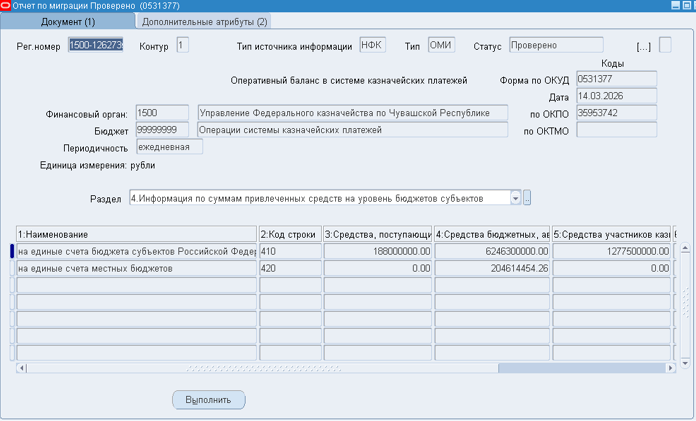 Отчет по миграции Проверено (0531377)
Документ (1) Дополнительные атрибуты (2)
Рег.номер 1500-126273 Контур 1 Тип источника информации НФК Тип ОМИ Статус Проверено [...]
Коды
Оперативный баланс в системе казначейских платежей Форма по ОКУД 0531377
Дата 14.03.2026
Финансовый орган: 1500 Управление Федерального казначейства по Чувашской Республике по ОКПО 35953742
Бюджет 99999999 Операции системы казначейских платежей по ОКТМО
Периодичность ежедневная
Единица измерения: рубли
Раздел 4.Информация по суммам привлеченных средств на уровень бюджетов субъектов
1:Наименование 2:Код строки 3:Средства, поступающи 4:Средства бюджетных, ав 5:Средства участников казн
на единые счета бюджета субъектов Российской Федер 410 188000000.00 6246300000.00 1277500000.00
на единые счета местных бюджетов 420 0.00 204614454.26 0.00
Выполнить